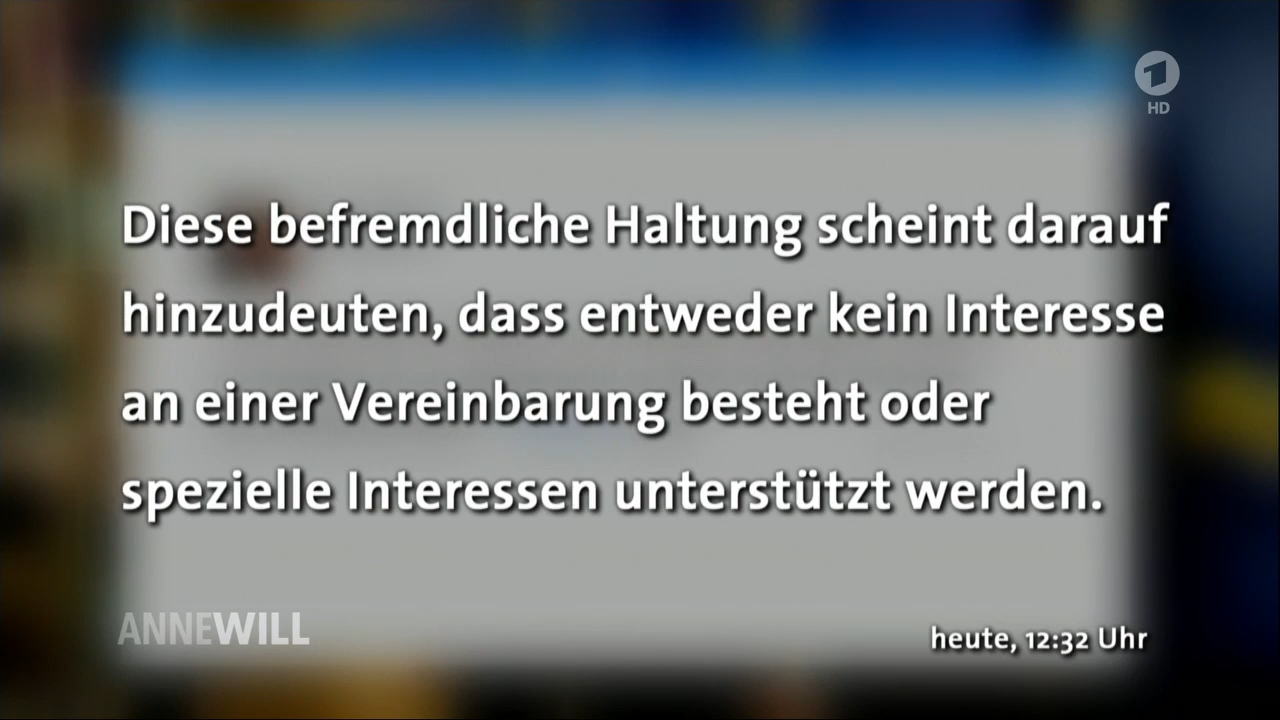 1
HD
Diese befremdliche Haltung scheint darauf
hinzudeuten, dass entweder kein Interesse
an einer Vereinbarung besteht oder
spezielle Interessen unterstützt werden.
ANNEWILL
heute, 12:32 Uhr